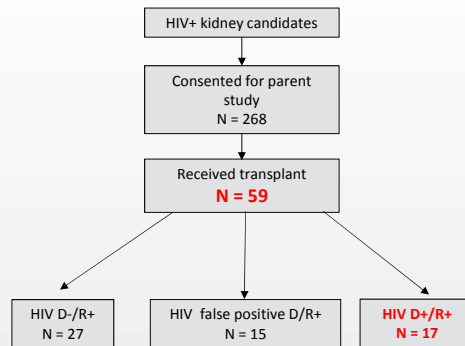 HIV+ kidney candidates
Consented for parent
study
N = 268
Received transplant
N = 59
HIV D-/R+
N = 27
HIV false positive D/R+
N = 15
HIV D+/R+
N = 17